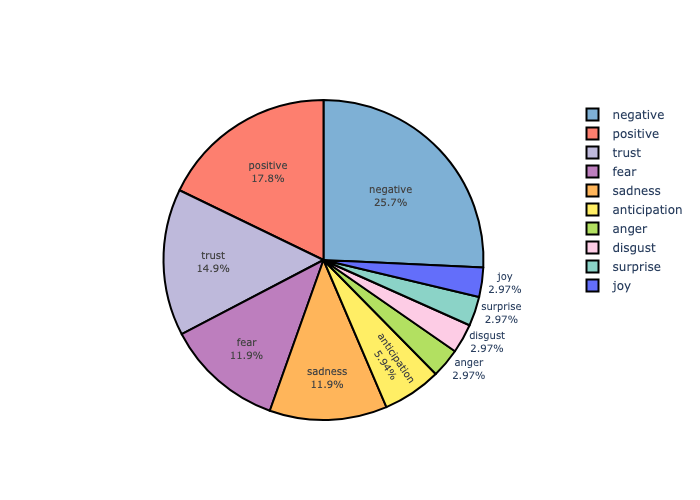 positive
17.8%
negative
25.7%
trust
14.9%
fear
11.9%
sadness
11.9%
anticipation
5.94%
joy
2.97%
surprise
2.97%
disgust
2.97%
anger
2.97%
negative
positive
trust
fear
sadness
anticipation
anger
disgust
surprise
joy